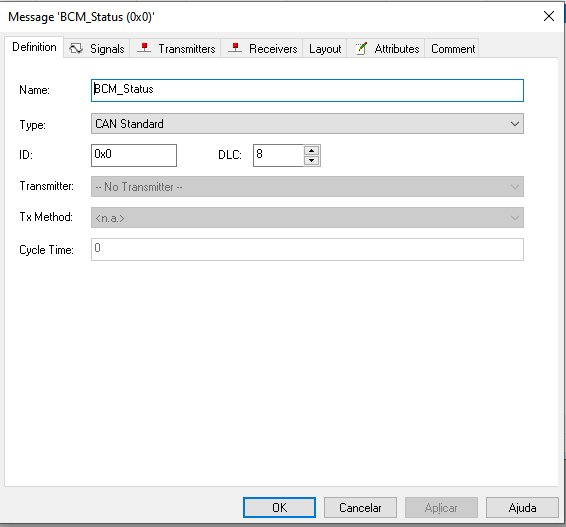 Message 'BCM_Status (0x0)'
Definition Signals Transmitters Receivers Layout Attributes Comment
Name: BCM_Status
Type: CAN Standard
ID: 0x0 DLC: 8
Transmitter: -- No Transmitter --
Tx Method: <n.a.>
Cycle Time: 0
OK Cancelar Aplicar Ajuda